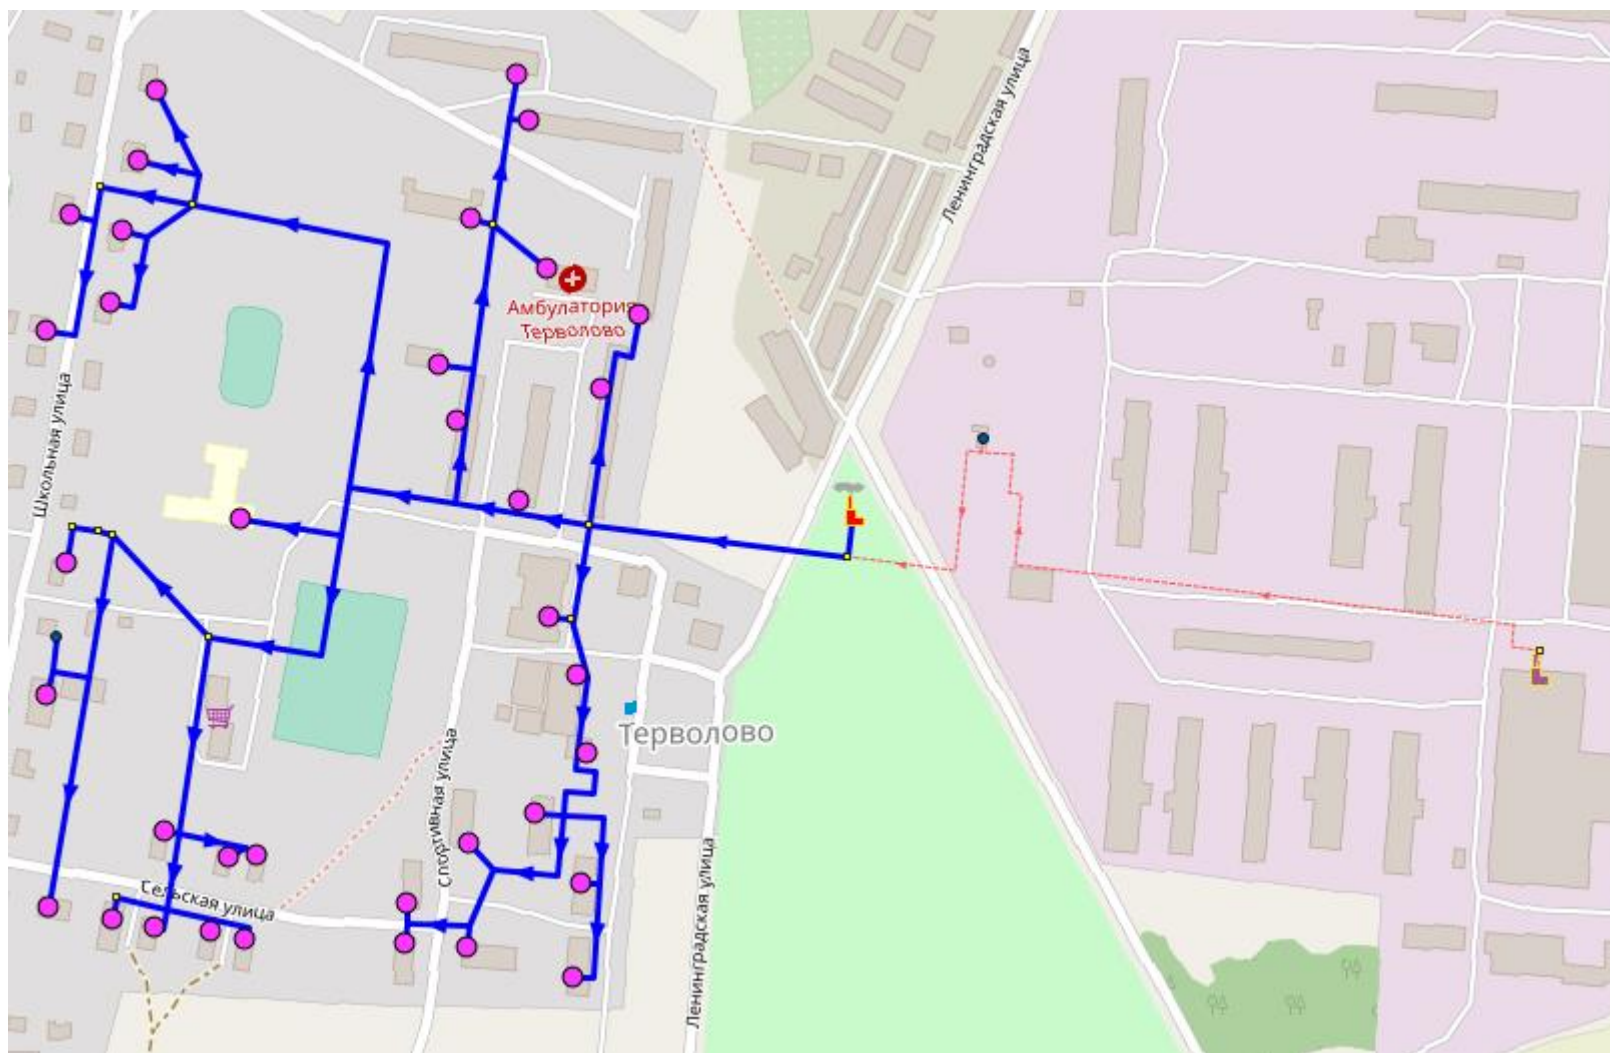 Ленинградская улица
Амбулатория
Терволово
Школьная улица
Терволово
Спортивная улица
Сельская улица
Ленинградская улица